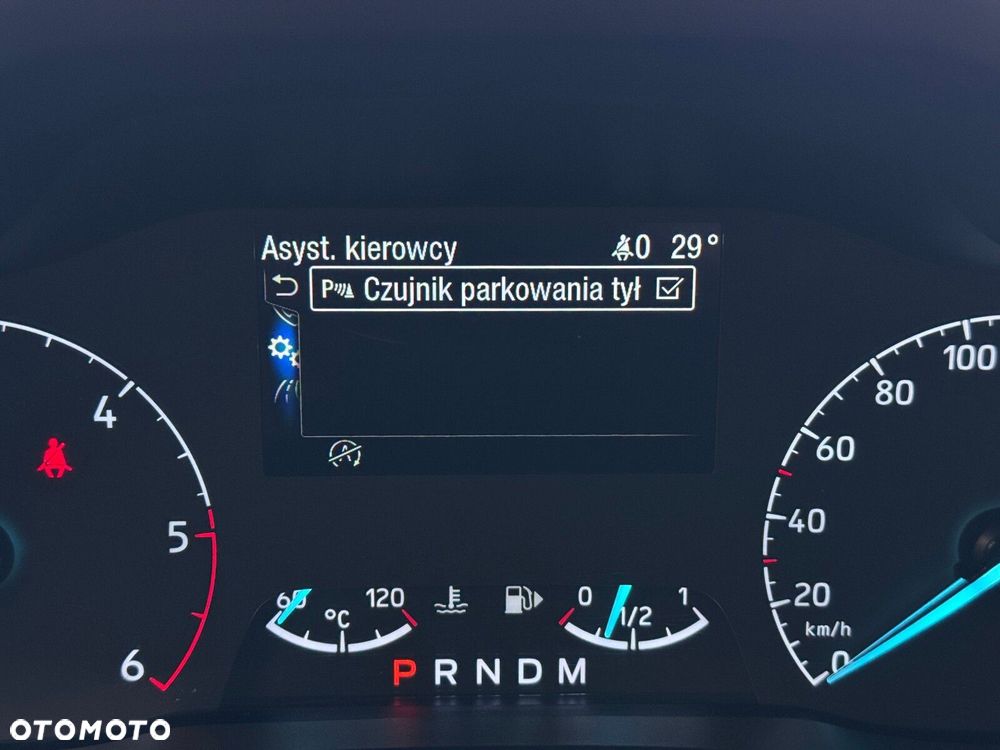 Asyst. kierowcy 0 29°
P Czujnik parkowania tył
A
4
5
6
100
80
60
40
20
km/h
0
60 °C 120
0 1/2 1
P R N D M
OTOMOTO